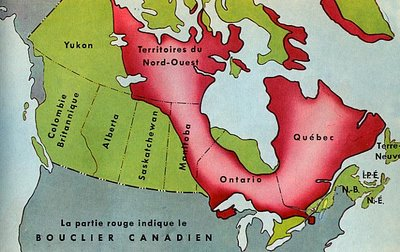 Yukon
Territoires du
Nord-Ouest
Colombie
Britannique
Alberta
Saskatchewan
Manitoba
Ontario
Québec
Terre-
Neuve
I.P.É.
N.-B.
N.-É.
La partie rouge indique le
BOUCLIER CANADIEN